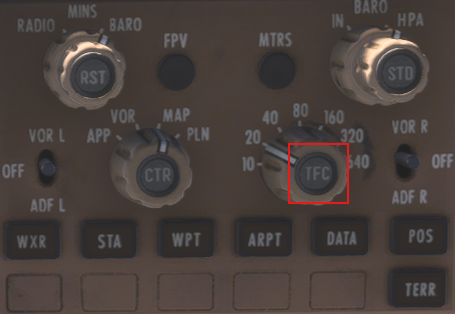 MINS
RADIO BARO
RST
FPV
MTRS
BARO
IN HPA
STD
VOR L
OFF
ADF L
APP VOR MAP PLN
CTR
10 20 40 80 160 320 640
TFC
VOR R
OFF
ADF R
WXR STA WPT ARPT DATA POS
TERR